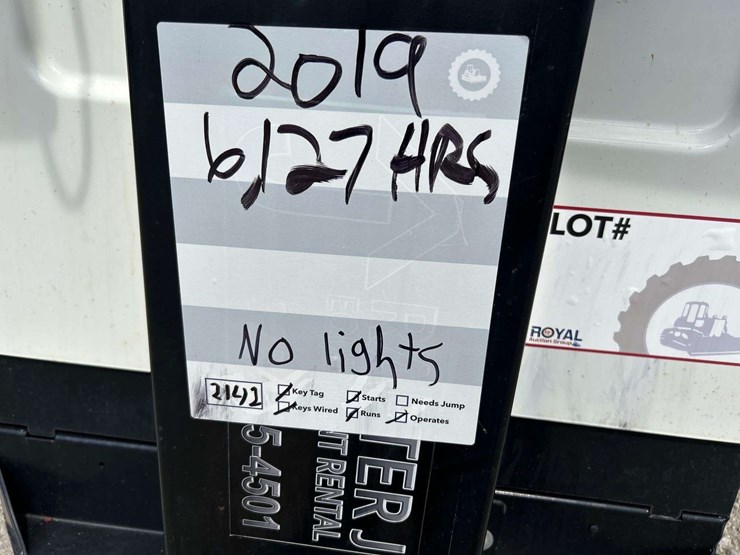 2019
6,127 HRS
No lights
2142
Key Tag
Starts
Needs Jump
Keys Wired
Runs
Operates
LOT#
ROYAL
Auction Group
TER J
NT RENTAL
5-4501